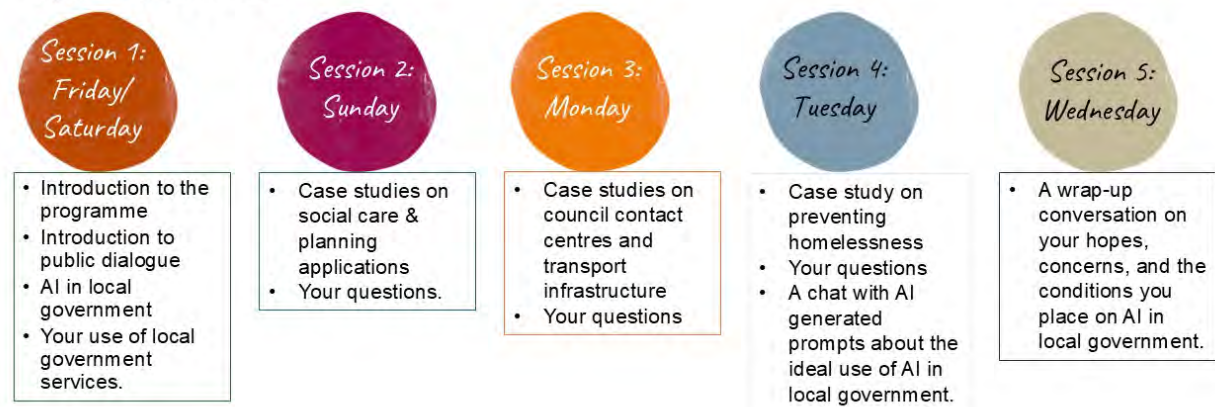 Session 1:
Friday/
Saturday
• Introduction to the
programme
• Introduction to
public dialogue
• AI in local
government
• Your use of local
government
services.
Session 2:
Sunday
• Case studies on
social care &
planning
applications
• Your questions.
Session 3:
Monday
• Case studies on
council contact
centres and
transport
infrastructure
• Your questions
Session 4:
Tuesday
• Case study on
preventing
homelessness
• Your questions
• A chat with AI
generated
prompts about the
ideal use of AI in
local government.
Session 5:
Wednesday
• A wrap-up
conversation on
your hopes,
concerns, and the
conditions you
place on AI in
local government.